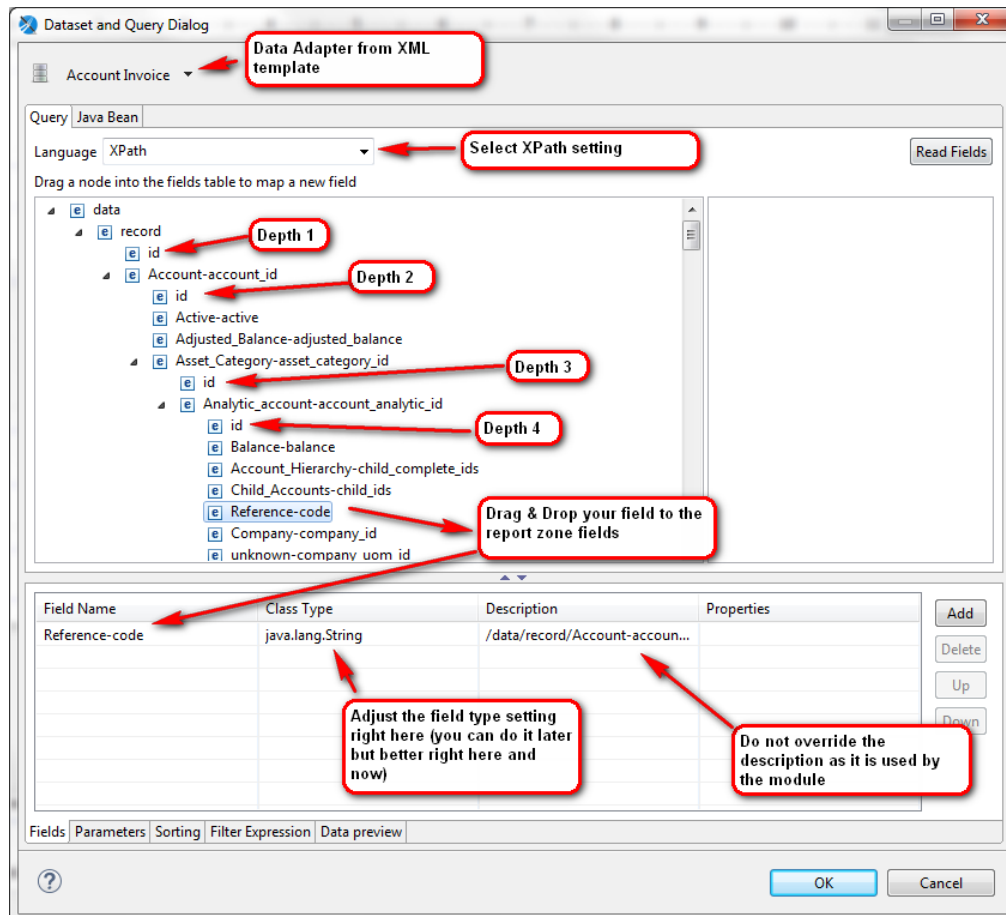 Dataset and Query Dialog
Data Adapter from XML
template
Account Invoice
Query Java Bean
Language XPath
Select XPath setting
Read Fields
Drag a node into the fields table to map a new field
data
record
Depth 1
id
Account-account_id
Depth 2
id
Active-active
Adjusted_Balance-adjusted_balance
Asset_Category-asset_category_id
Depth 3
id
Analytic_account-account_analytic_id
id
Depth 4
Balance-balance
Account_Hierarchy-child_complete_ids
Child_Accounts-child_ids
Reference-code
Drag & Drop your field to the
report zone fields
Company-company_id
unknown-company_uom_id
Field Name Class Type Description Properties
Add
Reference-code java.lang.String /data/record/Account-accoun...
Delete
Up
Down
Adjust the field type setting
right here (you can do it later
but better right here and
now)
Do not override the
description as it is used by
the module
Fields Parameters Sorting Filter Expression Data preview
?
OK Cancel